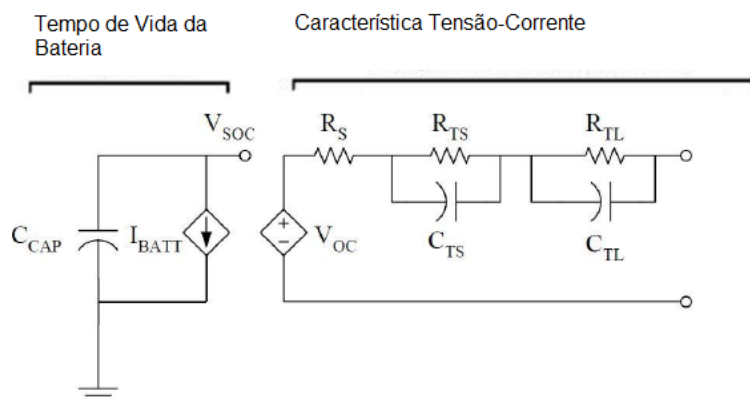 Tempo de Vida da
Bateria
Característica Tensão-Corrente
V_SOC
R_S
R_TS
R_TL
C_CAP
I_BATT
+
-
V_OC
C_TS
C_TL